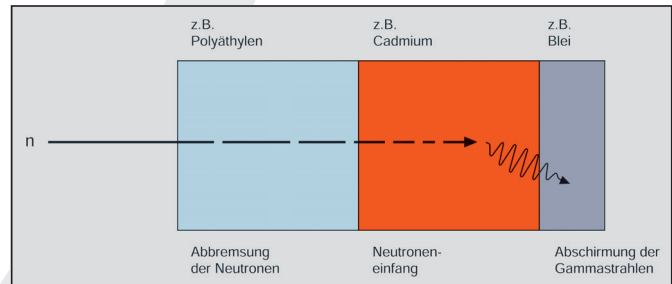 z.B.
Polyäthylen
z.B.
Cadmium
z.B.
Blei
n
Abbremsung
der Neutronen
Neutronen-
einfang
Abschirmung der
Gammastrahlen